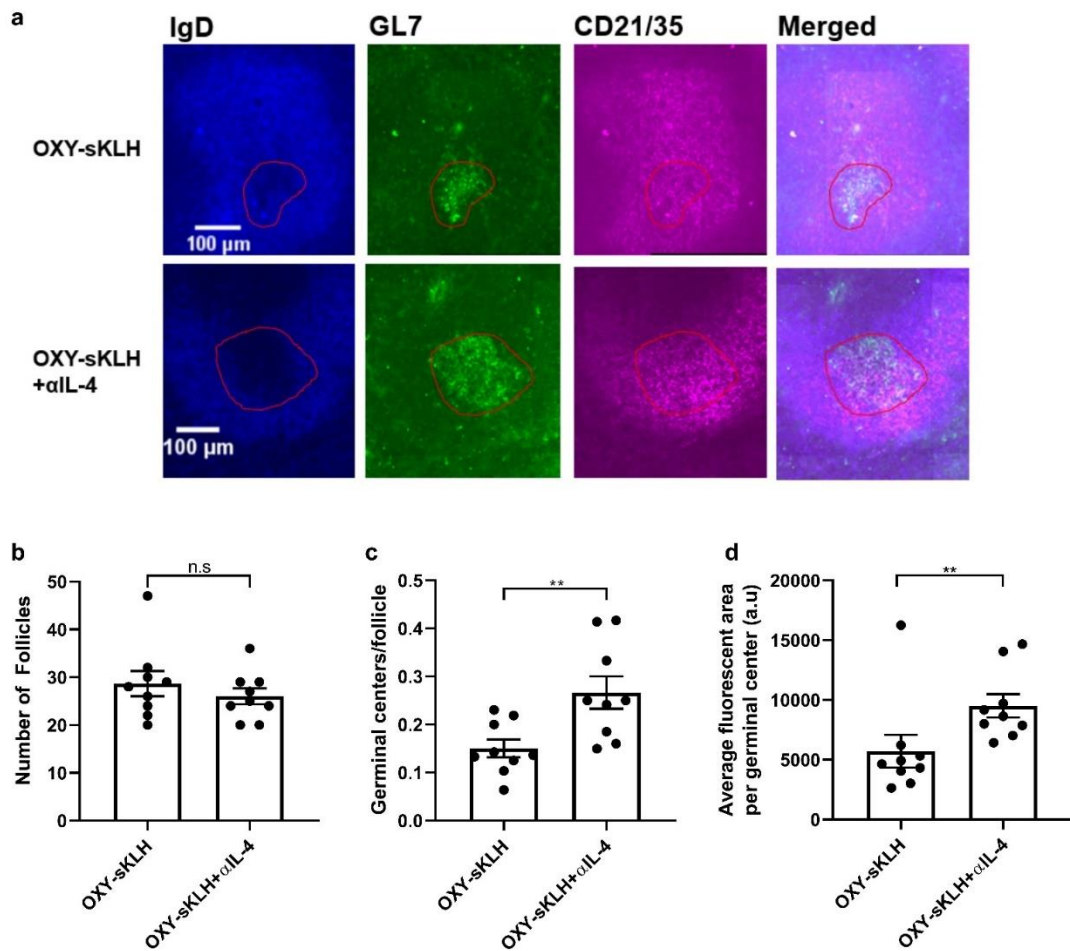 a
IgD GL7 CD21/35 Merged
OXY-sKLH
100 µm
OXY-sKLH
+αIL-4
100 µm
b
n.s
Number of Follicles
50
40
30
20
10
0
OXY-sKLH
OXY-sKLH+αIL-4
c
**
Germinal centers/follicle
0.5
0.4
0.3
0.2
0.1
0.0
OXY-sKLH
OXY-sKLH+αIL-4
d
**
Average fluorescent area
per germinal center (a.u)
20000
15000
10000
5000
0
OXY-sKLH
OXY-sKLH+αIL-4